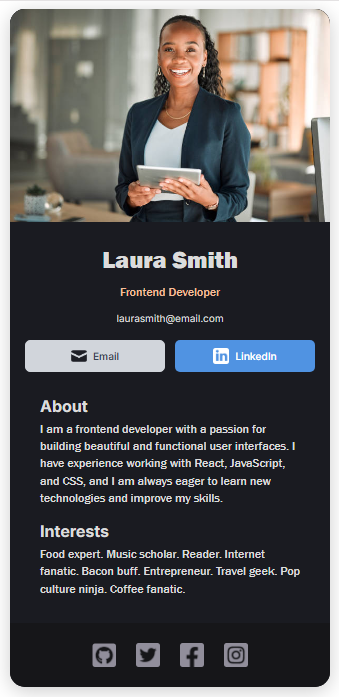 Laura Smith
Frontend Developer
laurasmith@email.com
Email
LinkedIn
About
I am a frontend developer with a passion for
building beautiful and functional user interfaces. I
have experience working with React, JavaScript,
and CSS, and I am always eager to learn new
technologies and improve my skills.
Interests
Food expert. Music scholar. Reader. Internet
fanatic. Bacon buff. Entrepreneur. Travel geek. Pop
culture ninja. Coffee fanatic.